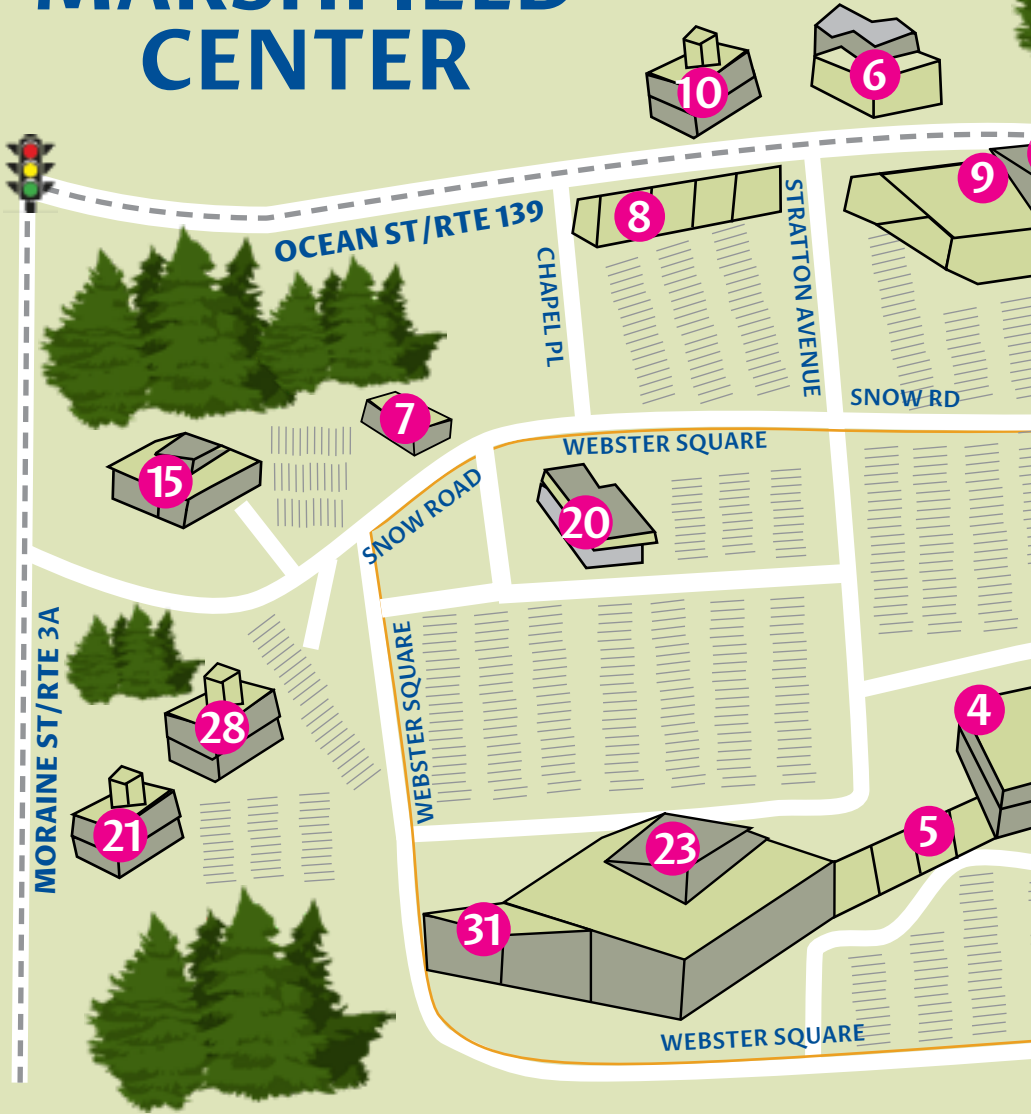 CENTER
10
6
9
8
OCEAN ST/RTE 139
CHAPEL PL
STRATTON AVENUE
SNOW RD
7
WEBSTER SQUARE
15
SNOW ROAD
20
MORAINE ST/RTE 3A
WEBSTER SQUARE
28
4
21
23
5
31
WEBSTER SQUARE